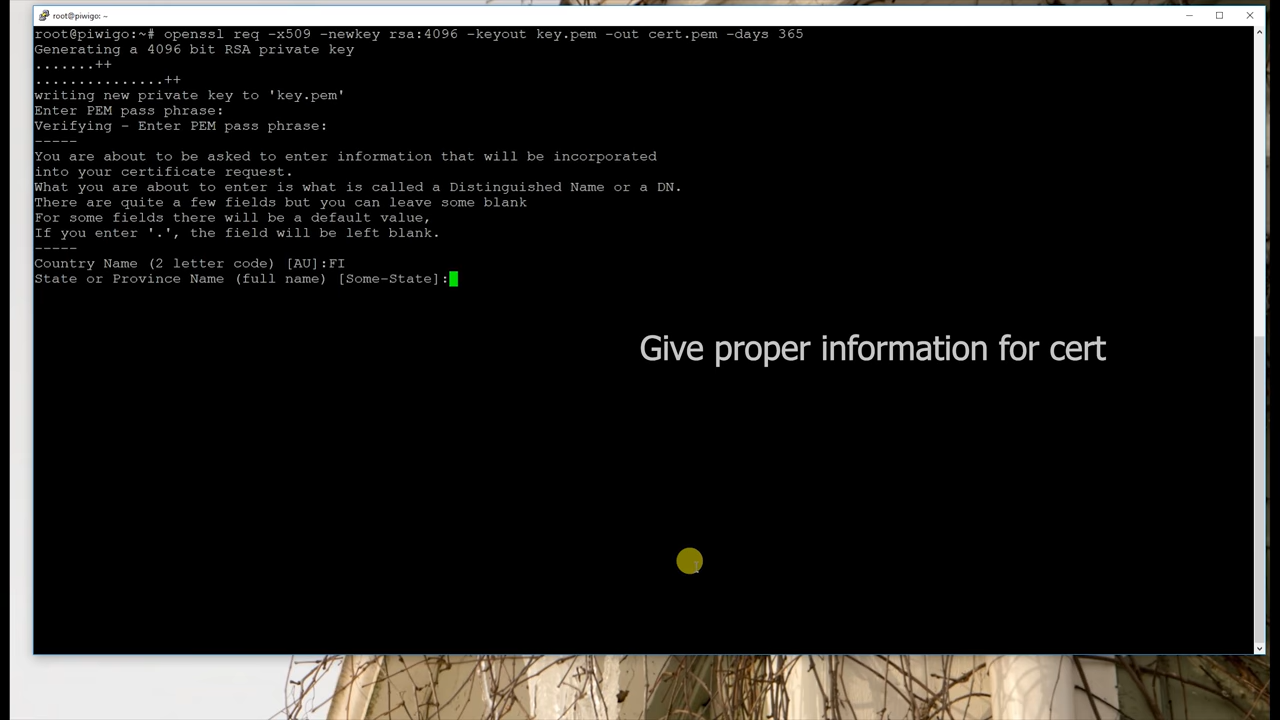 root@piwigo: ~
root@piwigo:~# openssl req -x509 -newkey rsa:4096 -keyout key.pem -out cert.pem -days 365
Generating a 4096 bit RSA private key
.......++
...............++
writing new private key to 'key.pem'
Enter PEM pass phrase:
Verifying - Enter PEM pass phrase:
-----
You are about to be asked to enter information that will be incorporated
into your certificate request.
What you are about to enter is what is called a Distinguished Name or a DN.
There are quite a few fields but you can leave some blank
For some fields there will be a default value,
If you enter '.', the field will be left blank.
-----
Country Name (2 letter code) [AU]:FI
State or Province Name (full name) [Some-State]:
Give proper information for cert